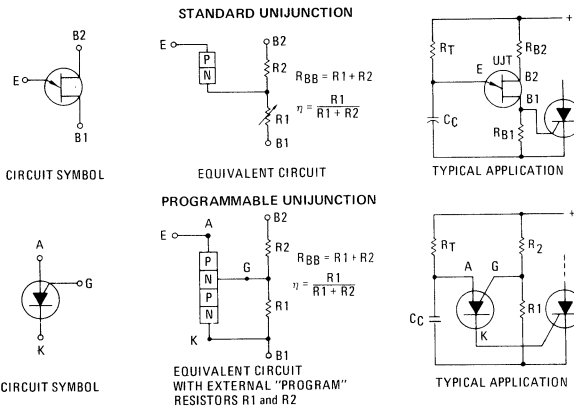 STANDARD UNIJUNCTION
B2
E
B1
CIRCUIT SYMBOL
E
P
N
B2
R2
R1
B1
RBB = R1 + R2
η = R1 / R1 + R2
EQUIVALENT CIRCUIT
+
RT
RB2
UJT
E
B2
B1
CC
RB1
TYPICAL APPLICATION
PROGRAMMABLE UNIJUNCTION
A
G
K
CIRCUIT SYMBOL
A
B2
E
P
N
P
N
G
R2
R1
K
B1
RBB = R1 + R2
η = R1 / R1 + R2
EQUIVALENT CIRCUIT
WITH EXTERNAL "PROGRAM"
RESISTORS R1 and R2
+
RT
R2
A
G
R1
CC
K
TYPICAL APPLICATION